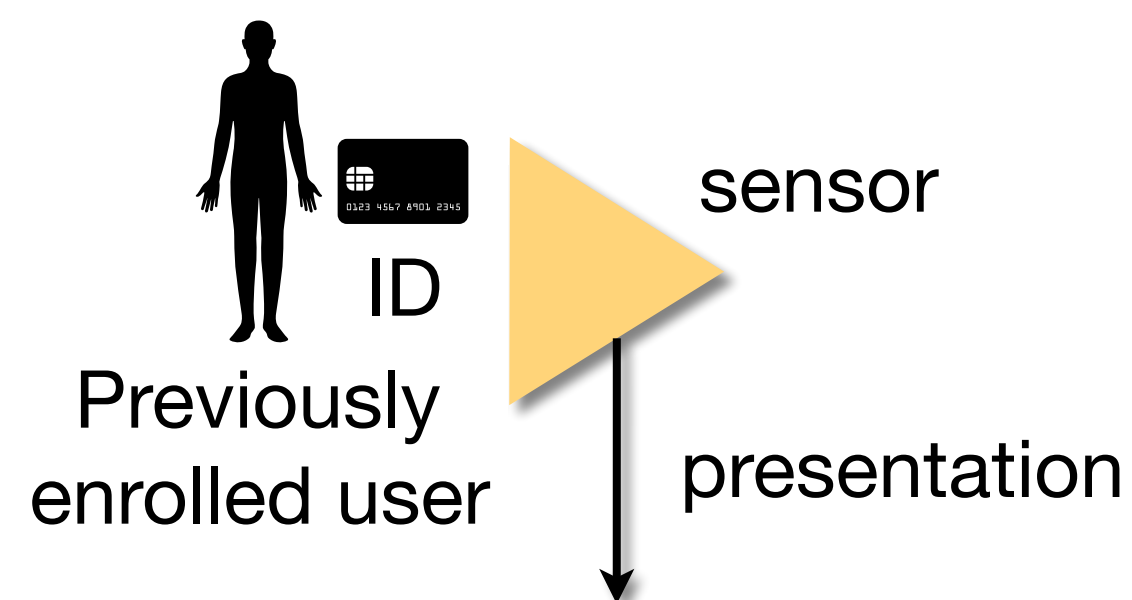 sensor
0123 4567 8901 2345
ID
Previously
enrolled user
presentation